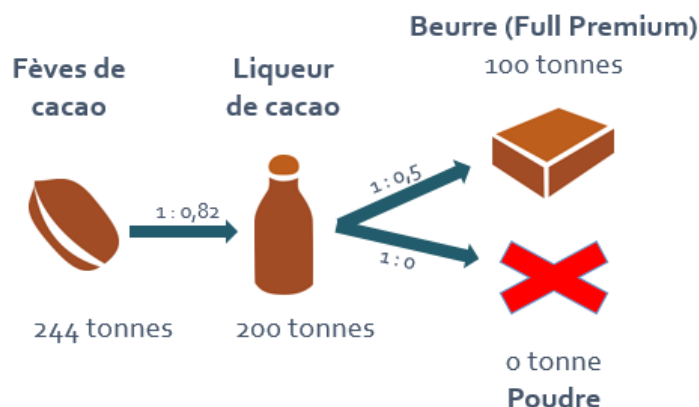 Beurre (Full Premium)
100 tonnes
Fèves de
cacao
Liqueur
de cacao
1 : 0,82
1 : 0,5
1 : 0
244 tonnes
200 tonnes
0 tonne
Poudre